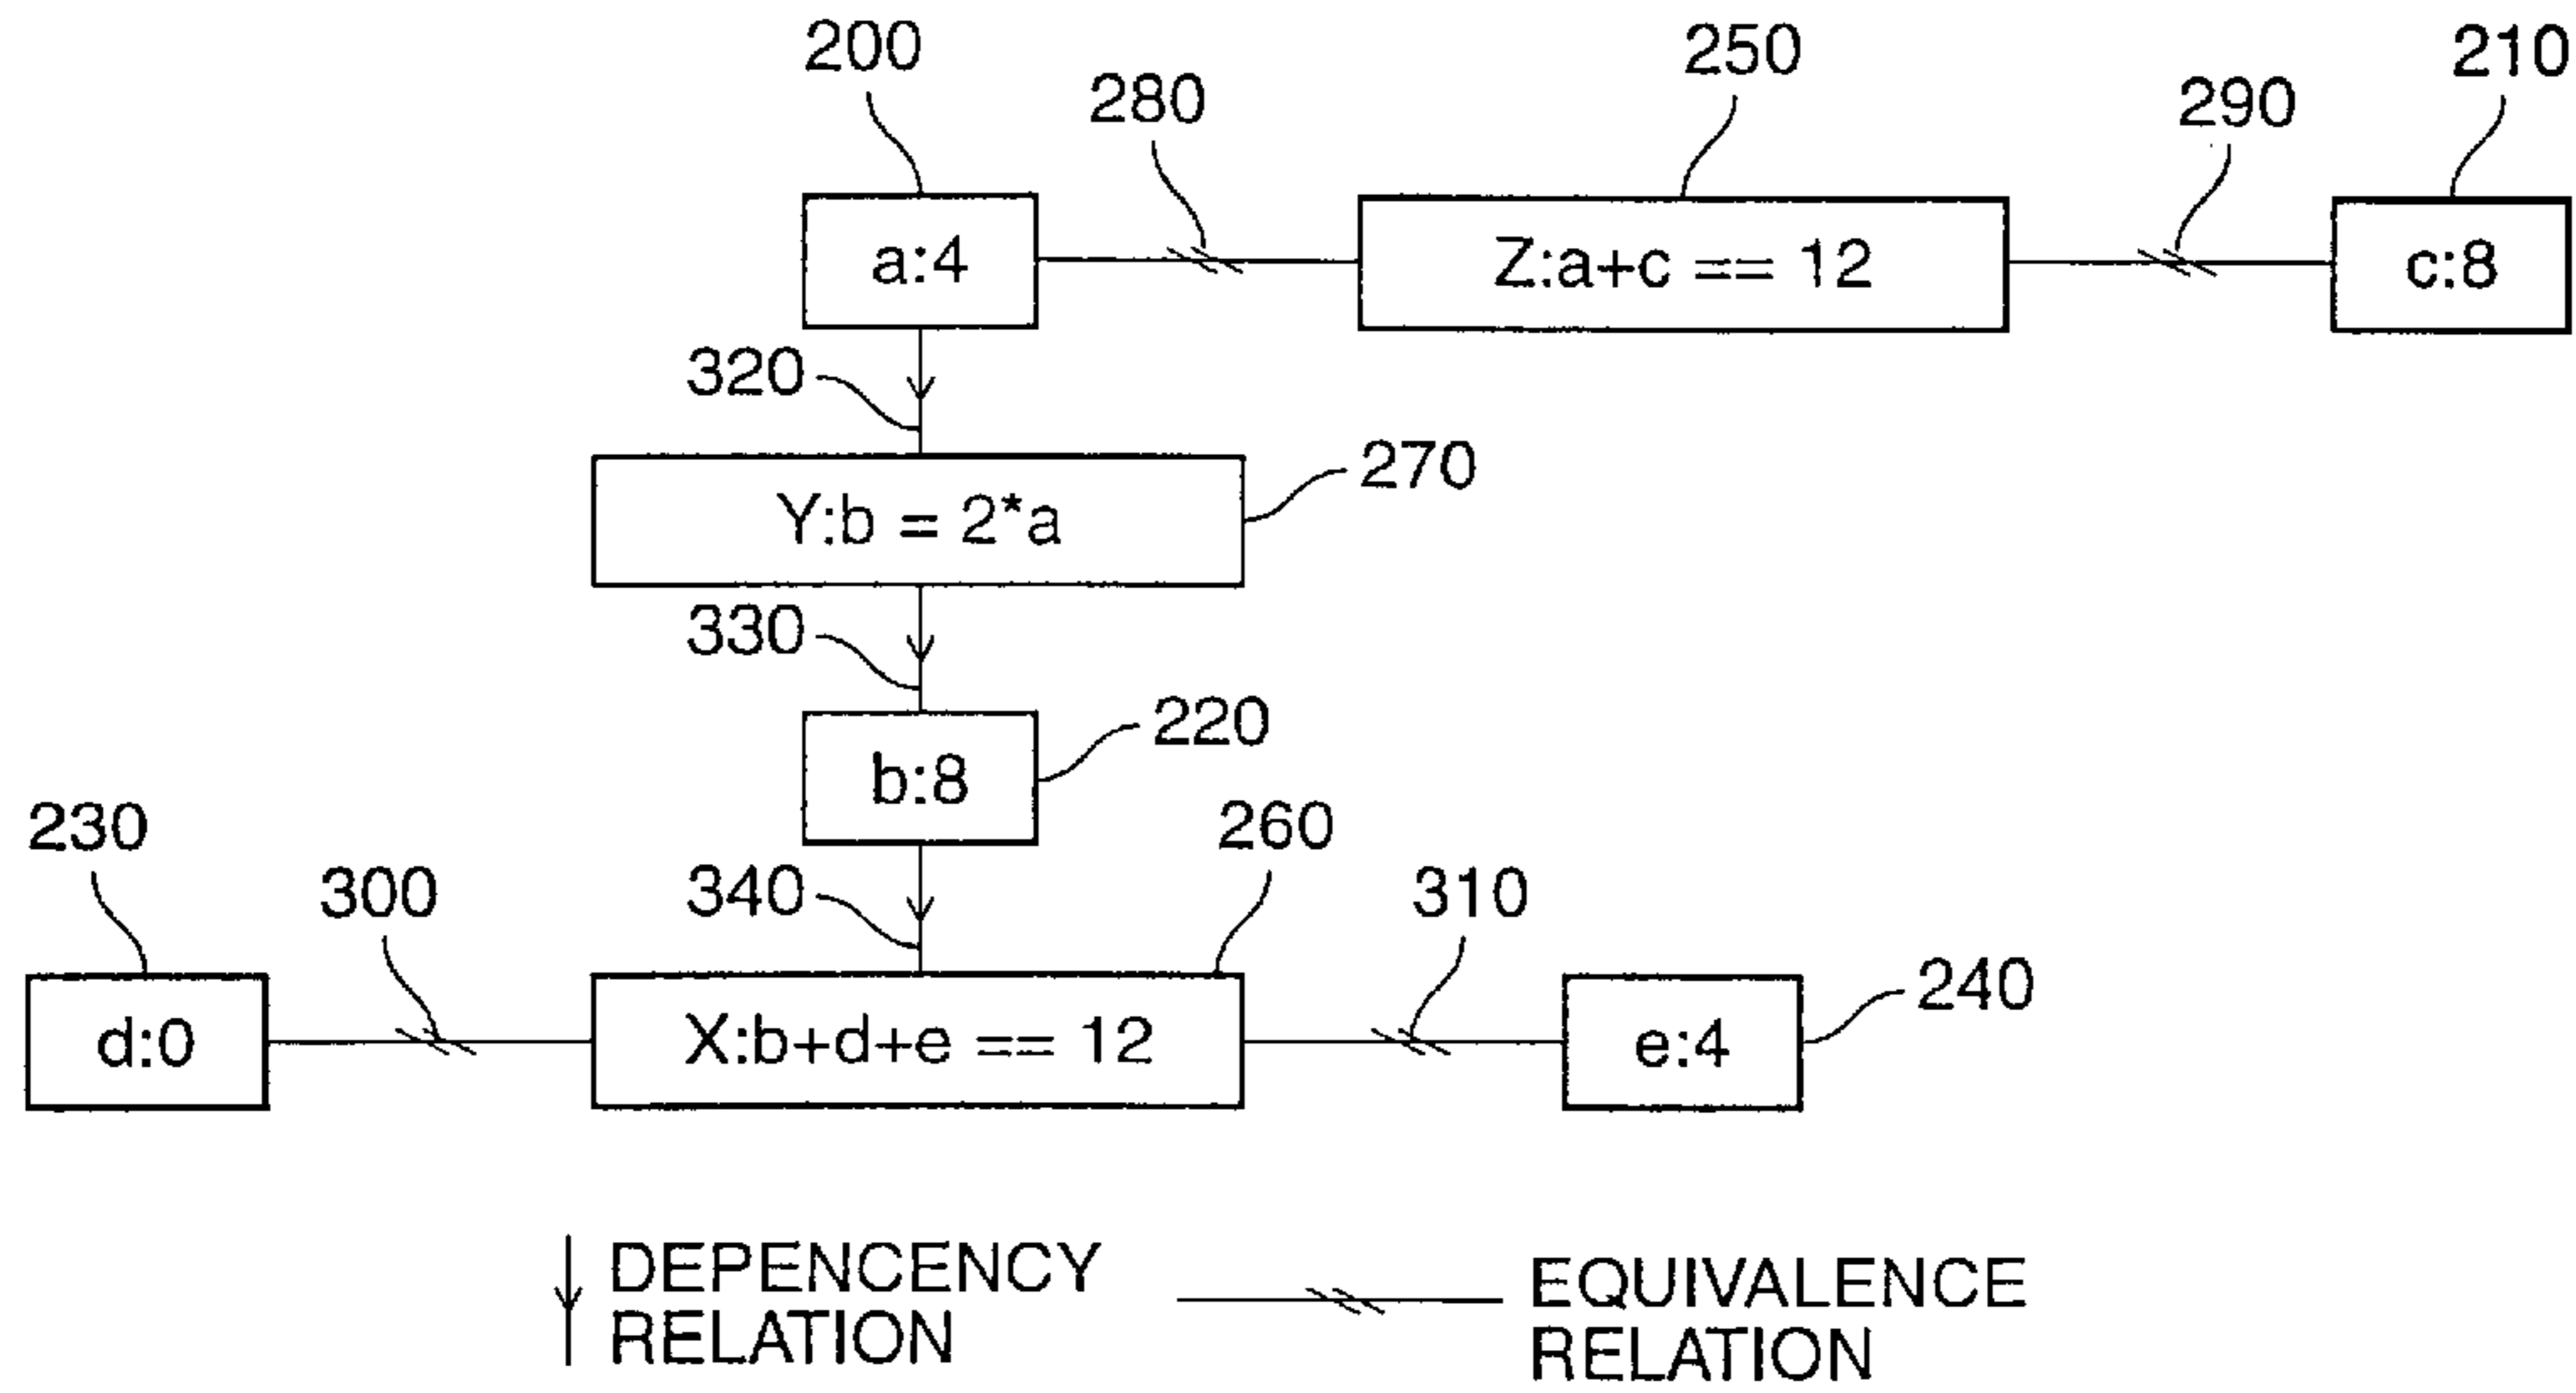 200
250
210
280
290
a:4
Z:a+c == 12
c:8
320
270
Y:b = 2*a
330
220
b:8
230
260
300
340
310
240
d:0
X:b+d+e == 12
e:4
DEPENCENCY
RELATION
EQUIVALENCE
RELATION